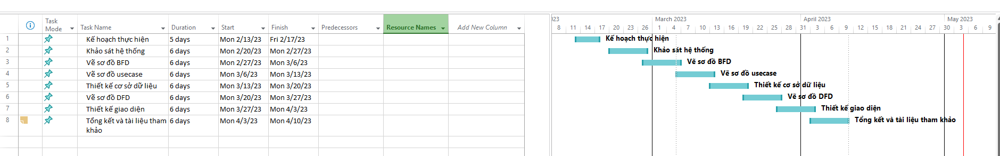 Task Mode Task Name Duration Start Finish Predecessors Resource Names Add New Column
1 Kế hoạch thực hiện 5 days Mon 2/13/23 Fri 2/17/23
2 Khảo sát hệ thống 6 days Mon 2/20/23 Mon 2/27/23
3 Vẽ sơ đồ BFD 6 days Mon 2/27/23 Mon 3/6/23
4 Vẽ sơ đồ usecase 6 days Mon 3/6/23 Mon 3/13/23
5 Thiết kế cơ sở dữ liệu 6 days Mon 3/13/23 Mon 3/20/23
6 Vẽ sơ đồ DFD 6 days Mon 3/20/23 Mon 3/27/23
7 Thiết kế giao diện 6 days Mon 3/27/23 Mon 4/3/23
8 Tổng kết và tài liệu tham 6 days Mon 4/3/23 Mon 4/10/23
khảo
023 March 2023 April 2023 May 2023
8 11 14 17 20 23 26 1 4 7 10 13 16 19 22 25 28 31 3 6 9 12 15 18 21 24 27 30 3 6 9
Kế hoạch thực hiện
Khảo sát hệ thống
Vẽ sơ đồ BFD
Vẽ sơ đồ usecase
Thiết kế cơ sở dữ liệu
Vẽ sơ đồ DFD
Thiết kế giao diện
Tổng kết và tài liệu tham khảo